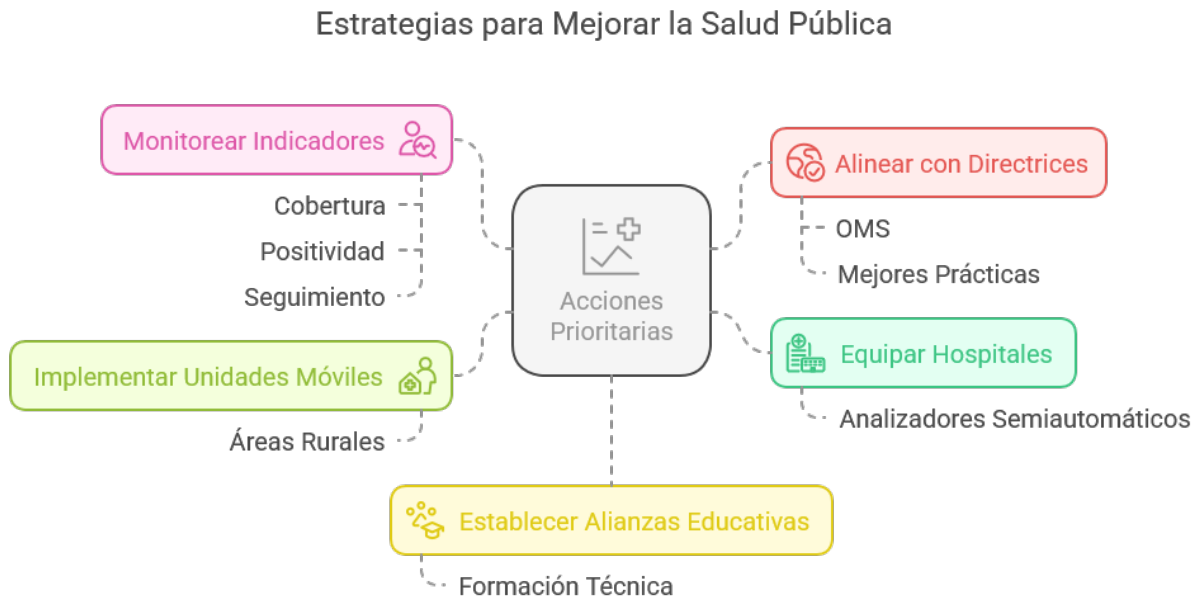 Estrategias para Mejorar la Salud Pública
Monitorear Indicadores
Cobertura
Positividad
Seguimiento
Implementar Unidades Móviles
Áreas Rurales
Acciones
Prioritarias
Alinear con Directrices
OMS
Mejores Prácticas
Equipar Hospitales
Analizadores Semiautomáticos
Establecer Alianzas Educativas
Formación Técnica